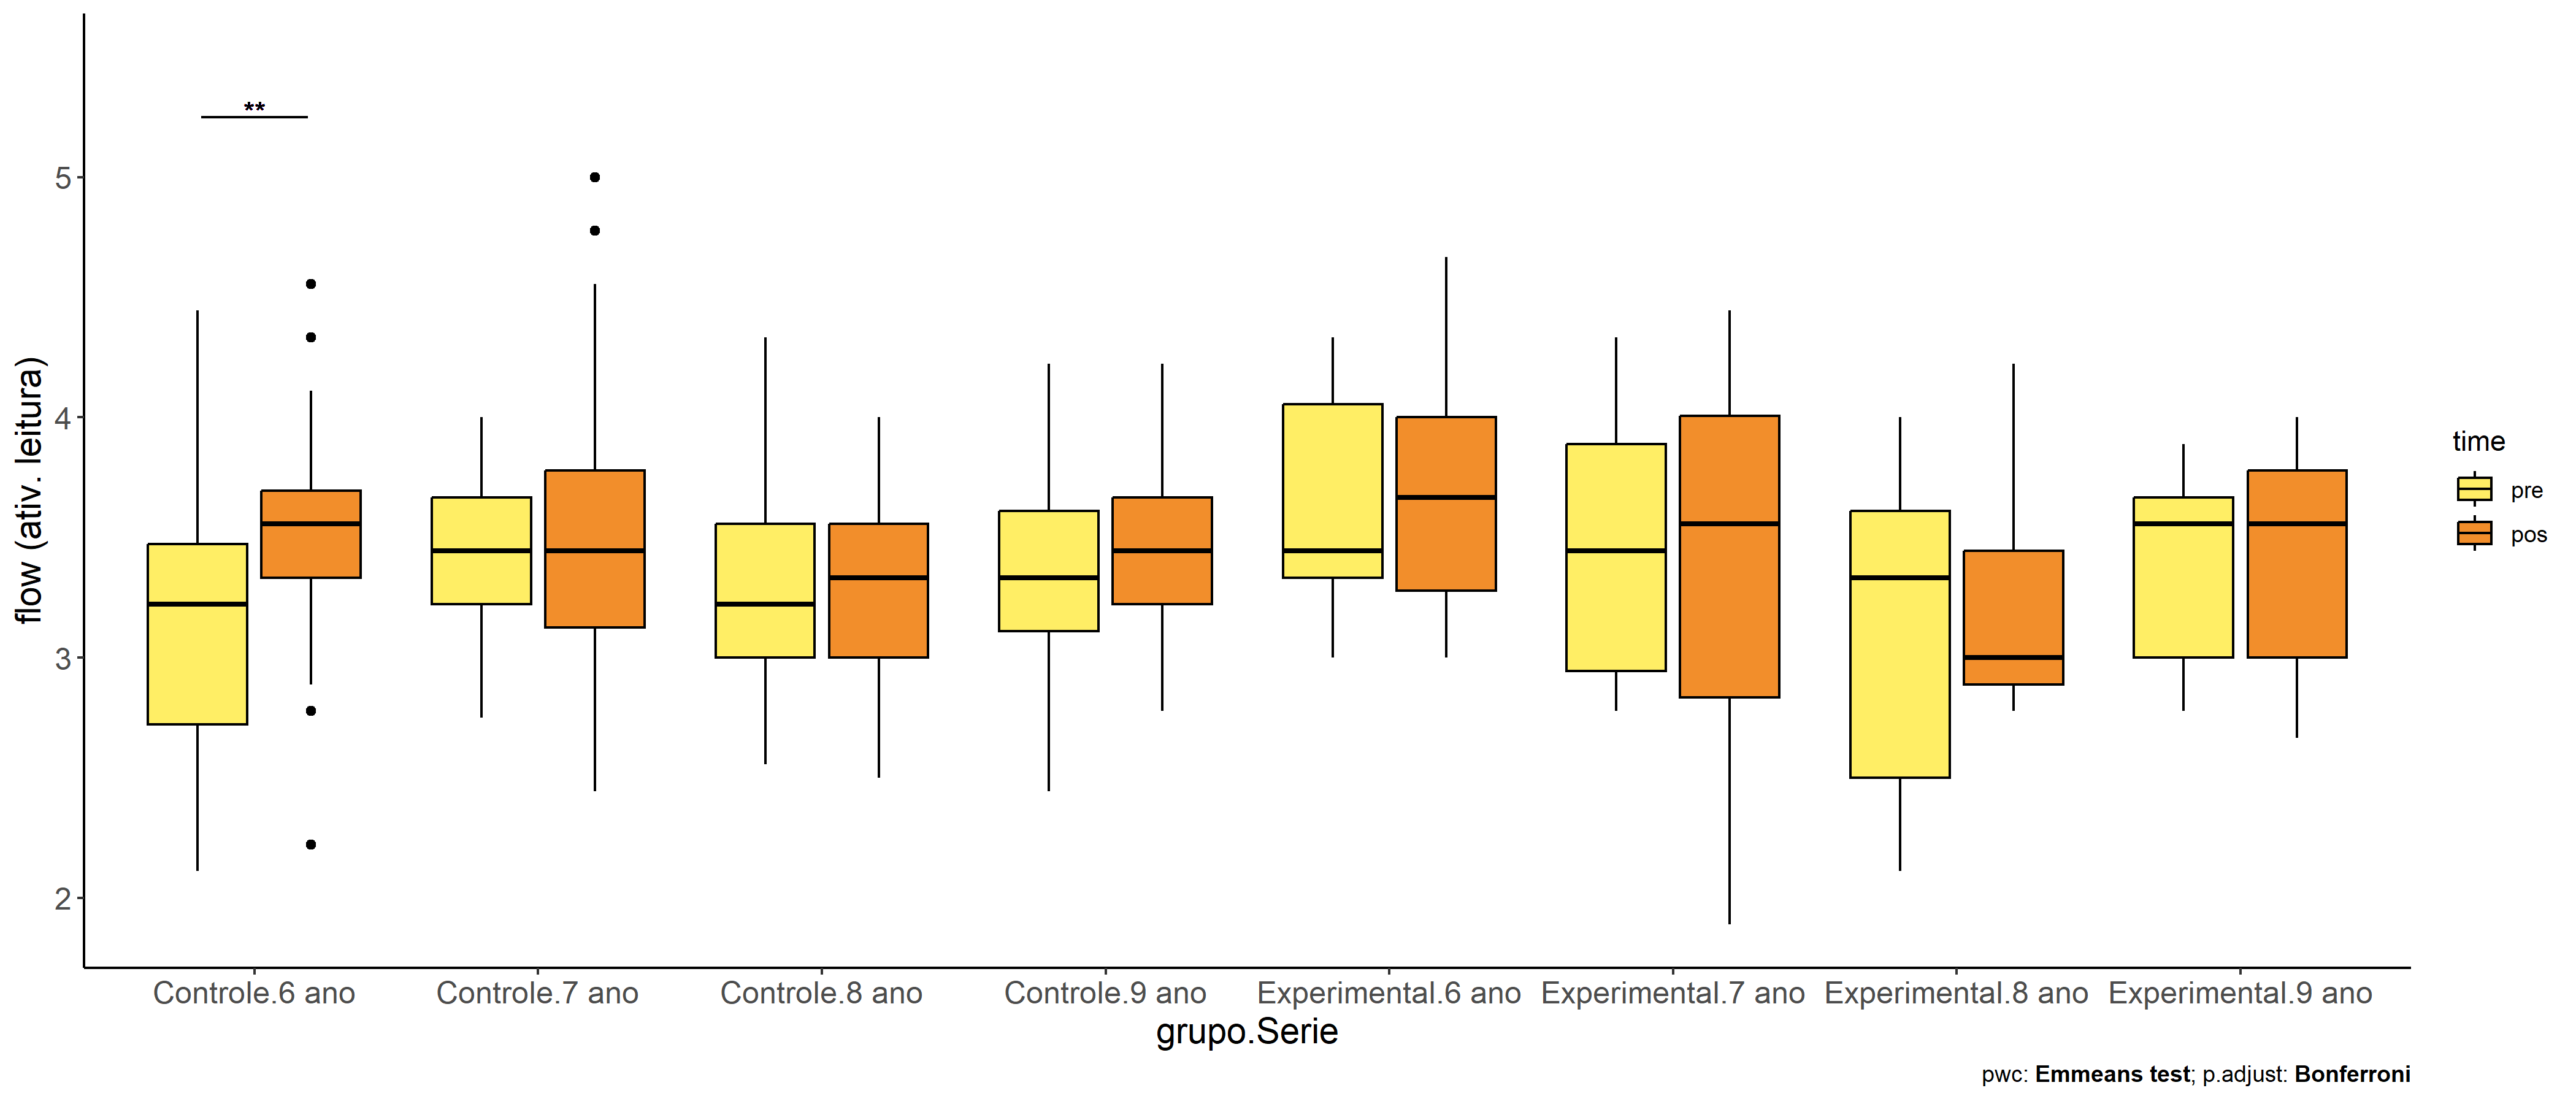 **
flow (ativ. leitura)
5
4
3
2
Controle.6 ano
Controle.7 ano
Controle.8 ano
Controle.9 ano
Experimental.6 ano
Experimental.7 ano
Experimental.8 ano
Experimental.9 ano
grupo.Serie
time
pre
pos
pwc: Emmeans test; p.adjust: Bonferroni